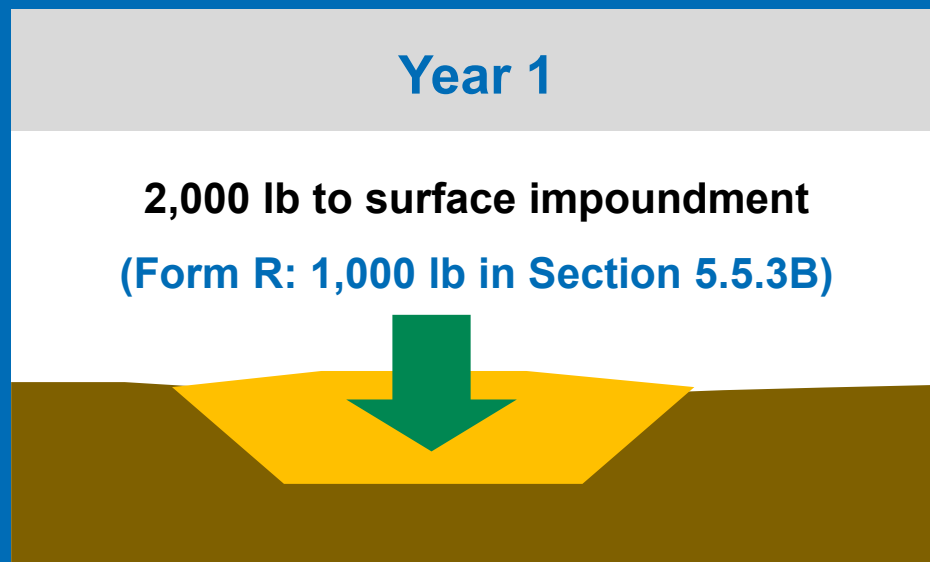 Year 1
2,000 lb to surface impoundment
(Form R: 1,000 lb in Section 5.5.3B)